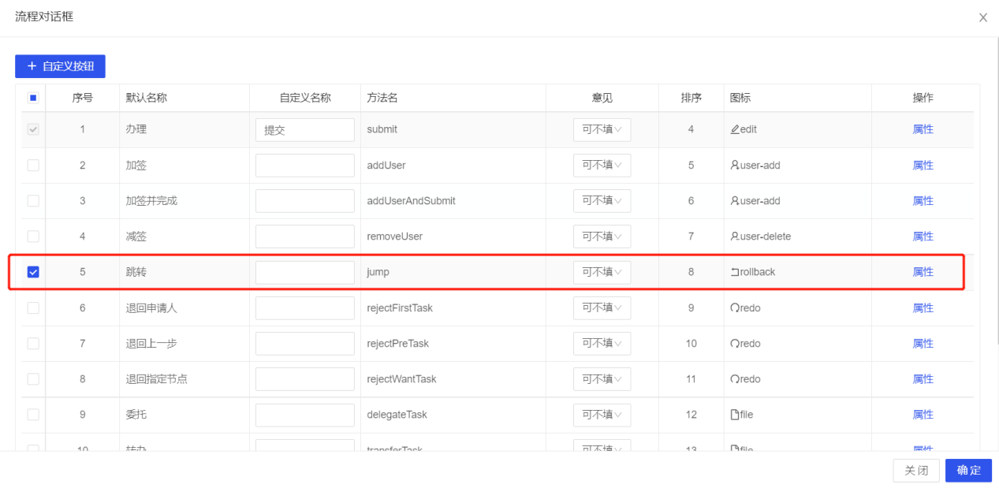 流程对话框
自定义按钮
序号 默认名称 自定义名称 方法名 意见 排序 图标 操作
1 办理 提交 submit 可不填 4 edit 属性
2 加签 addUser 可不填 5 user-add 属性
3 加签并完成 addUserAndSubmit 可不填 6 user-add 属性
4 减签 removeUser 可不填 7 user-delete 属性
5 跳转 jump 可不填 8 rollback 属性
6 退回申请人 rejectFirstTask 可不填 9 redo 属性
7 退回上一步 rejectPreTask 可不填 10 redo 属性
8 退回指定节点 rejectWantTask 可不填 11 redo 属性
9 委托 delegateTask 可不填 12 file 属性
10 转办 transferTask 可不填 13 file 属性
关闭 确定